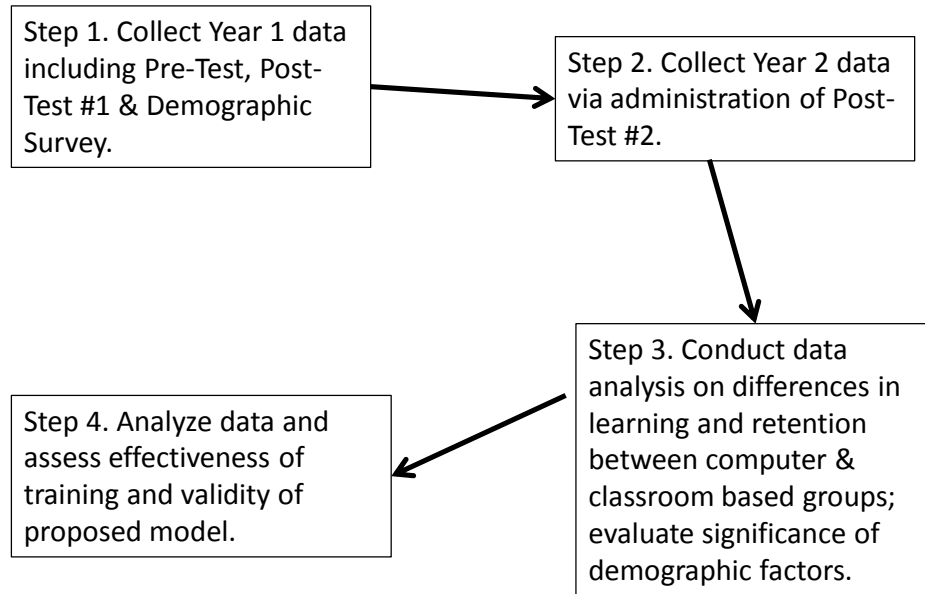 Step 1. Collect Year 1 data
including Pre-Test, Post-
Test #1 & Demographic
Survey.
Step 2. Collect Year 2 data
via administration of Post-
Test #2.
Step 3. Conduct data
analysis on differences in
learning and retention
between computer &
classroom based groups;
evaluate significance of
demographic factors.
Step 4. Analyze data and
assess effectiveness of
training and validity of
proposed model.